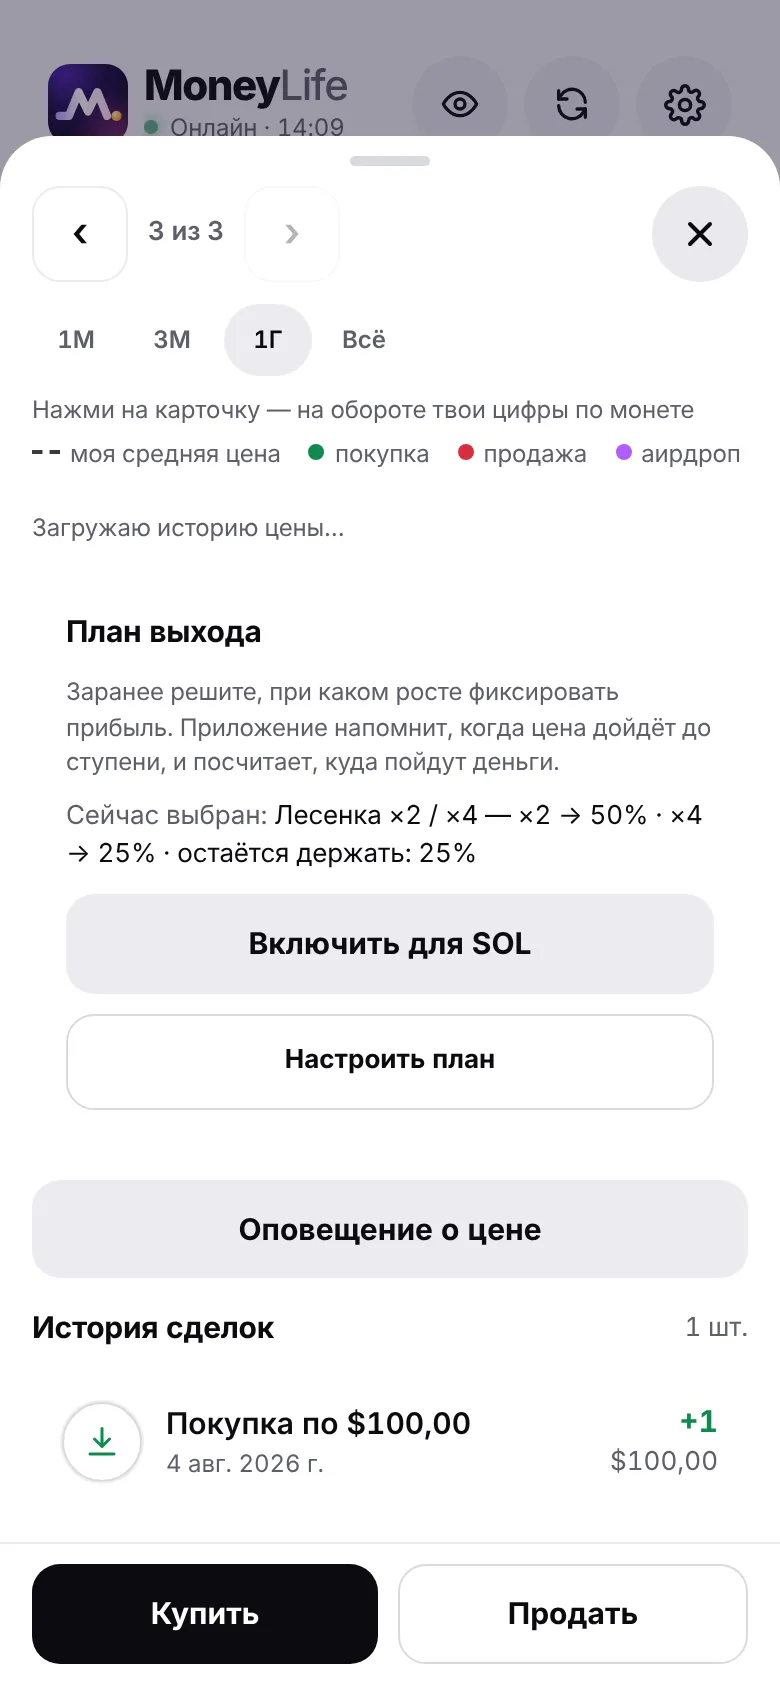 MoneyLife
Онлайн · 14:09
3 из 3
1М 3М 1Г Всё
Нажми на карточку — на обороте твои цифры по монете
моя средняя цена покупка продажа аирдроп
Загружаю историю цены...
План выхода
Заранее решите, при каком росте фиксировать
прибыль. Приложение напомнит, когда цена дойдёт до
ступени, и посчитает, куда пойдут деньги.
Сейчас выбран: Лесенка ×2 / ×4 — ×2 → 50% · ×4
→ 25% · остаётся держать: 25%
Включить для SOL
Настроить план
Оповещение о цене
История сделок 1 шт.
Покупка по $100,00 +1
4 авг. 2026 г. $100,00
Купить Продать